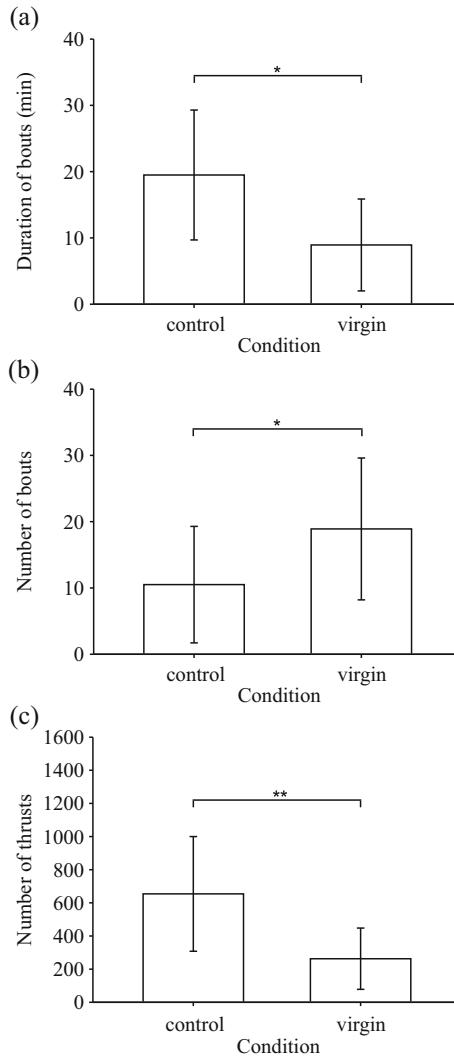 (a)
Duration of bouts (min)
40
30
20
10
0
*
control virgin
Condition
(b)
Number of bouts
40
30
20
10
0
*
control virgin
Condition
(c)
Number of thrusts
1600
1400
1200
1000
800
600
400
200
0
**
control virgin
Condition